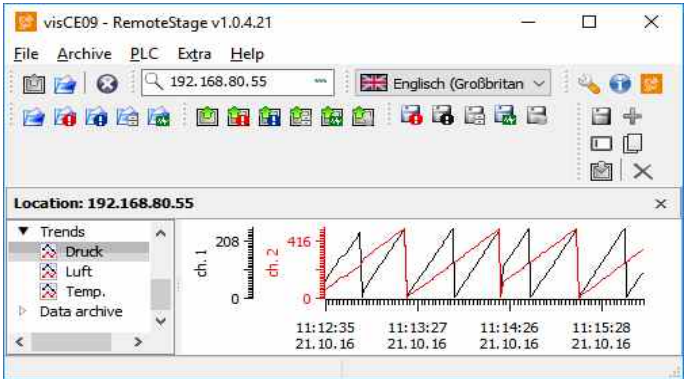 visCE09 - RemoteStage v1.0.4.21
File Archive PLC Extra Help
192.168.80.55
Englisch (Großbritan
Location: 192.168.80.55
Trends
Druck
Luft
Temp.
Data archive
ch. 1
208
0
ch. 2
416
0
11:12:35 11:13:27 11:14:26 11:15:28
21.10.16 21.10.16 21.10.16 21.10.16